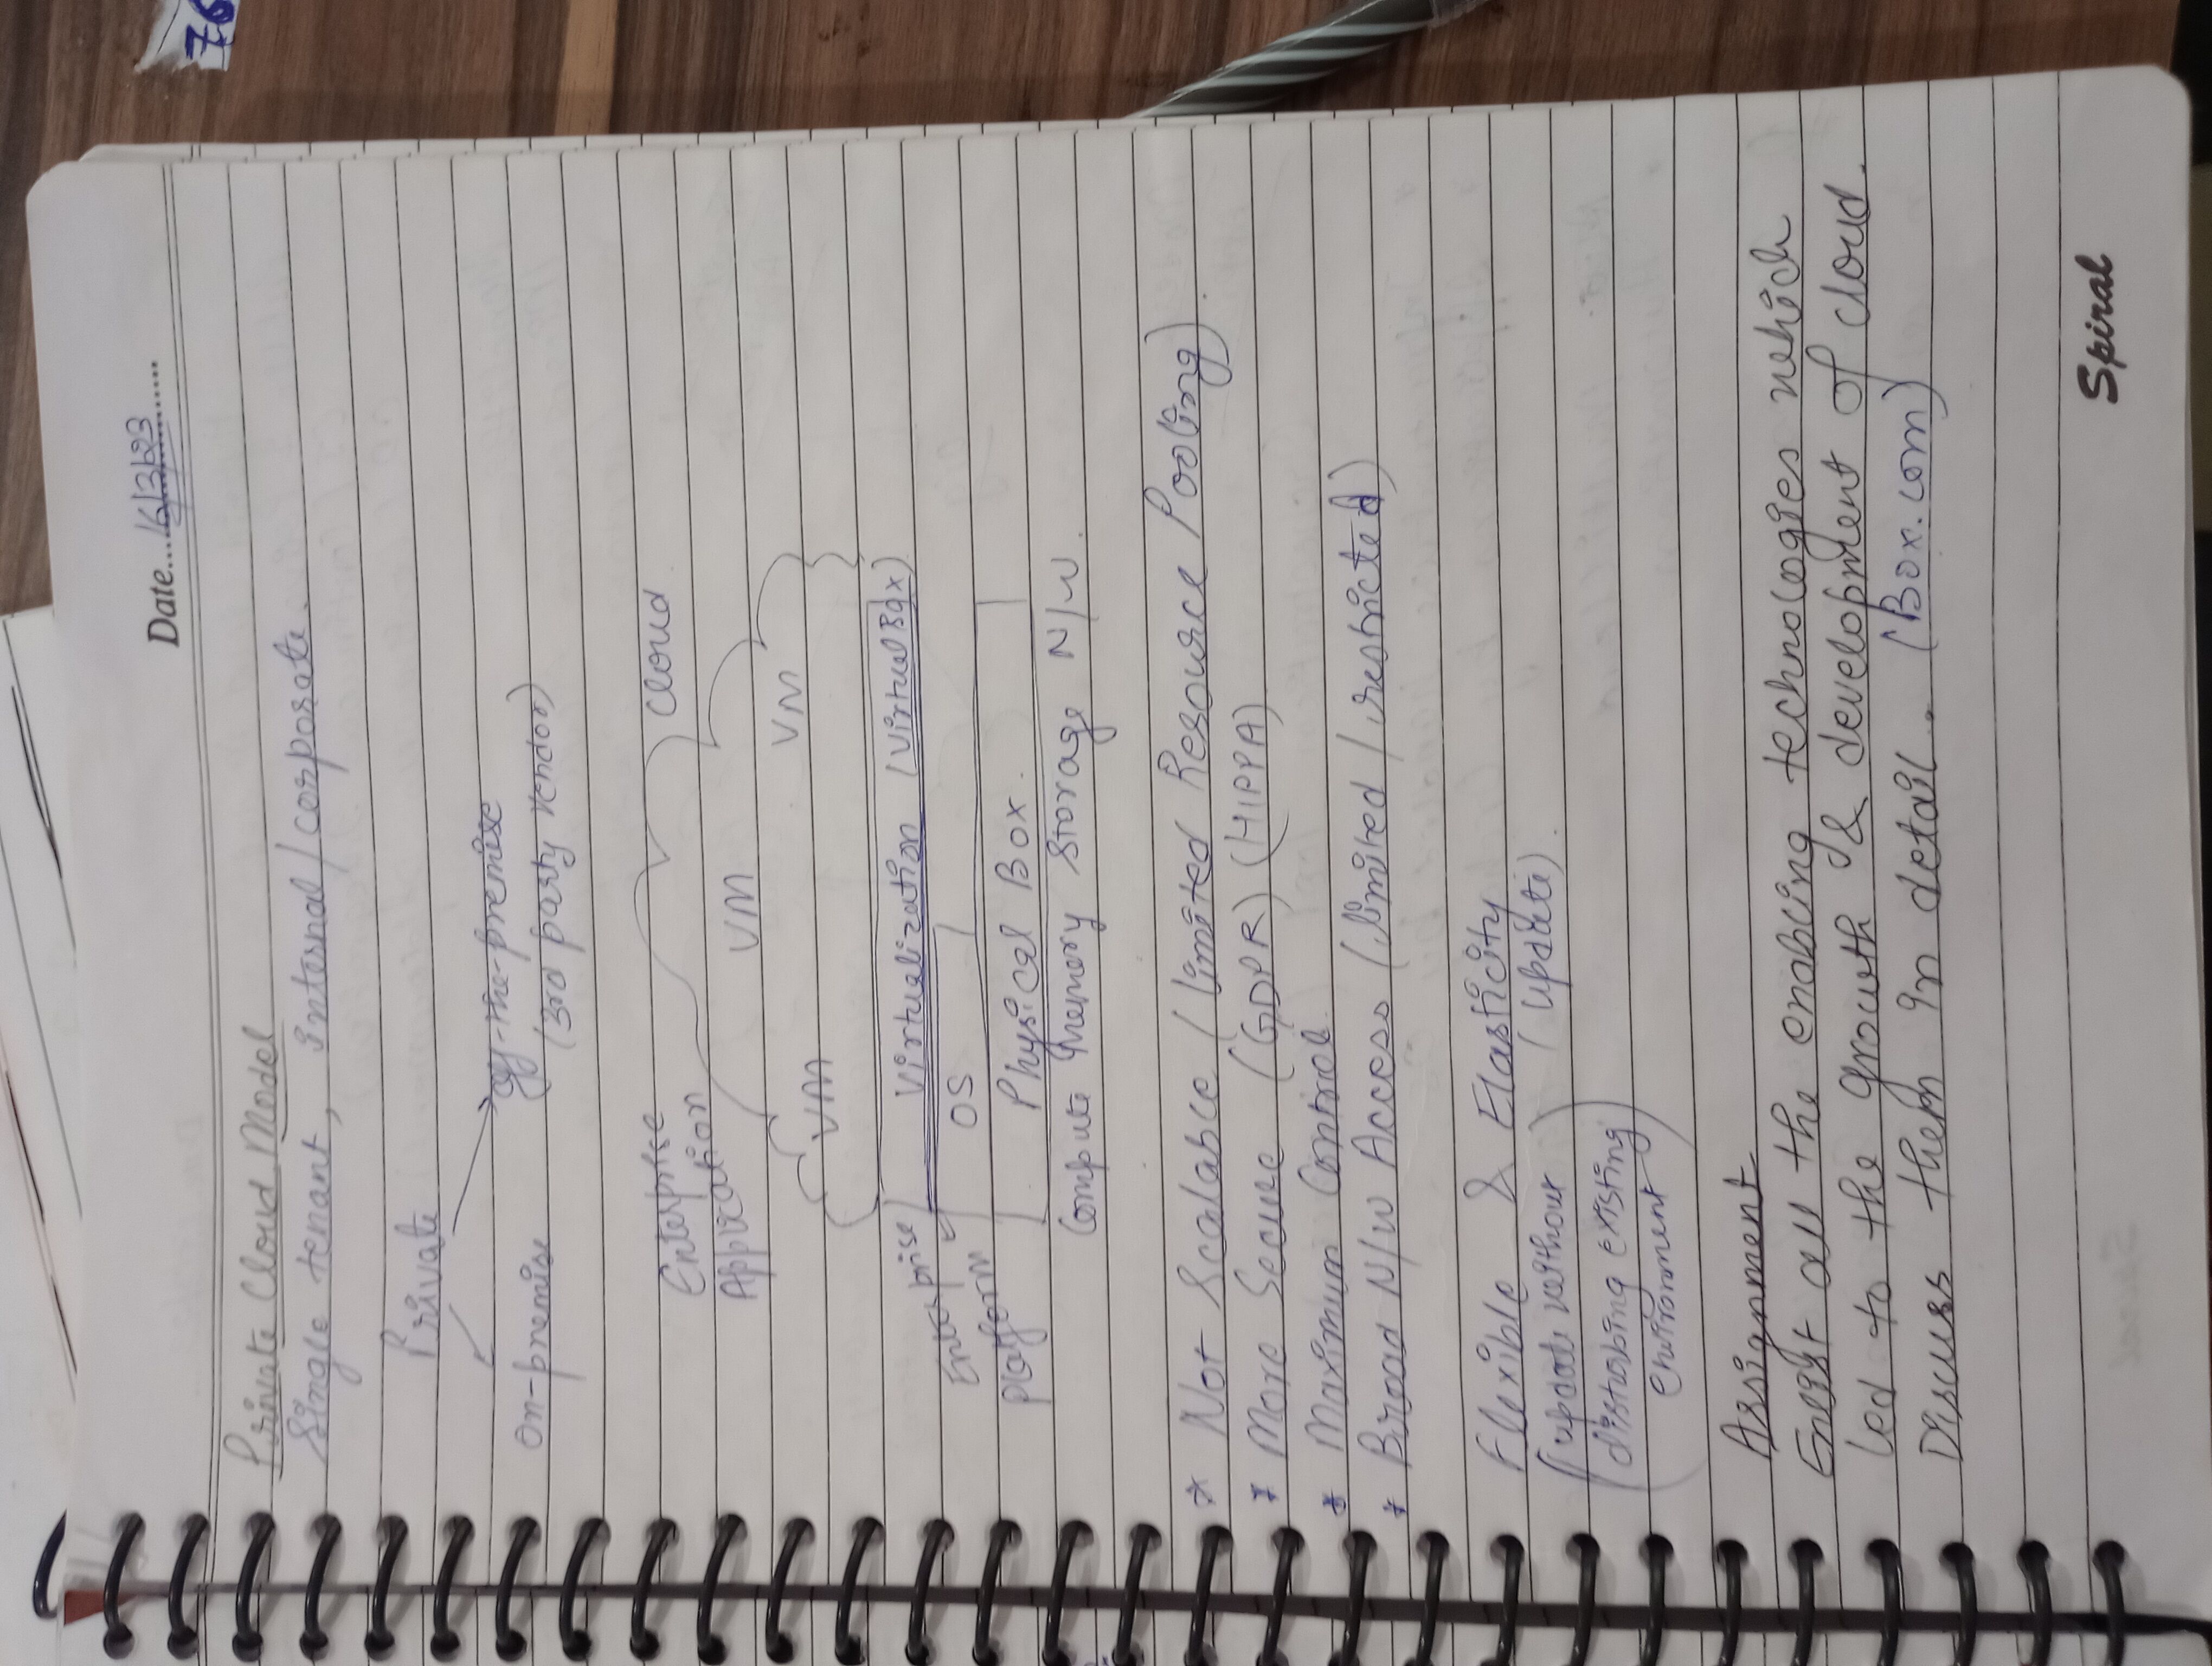 76
Date...16/3/23......
Private Cloud Model
Single tenant, internal/corporate.
Private
on-premise
off-the-premise
(3rd party vendor)
Enterprise
Application
cloud
VM
VM
VM
Enterprise
Platform
Virtualization (VirtualBox)
OS
Physical Box.
Compute Memory Storage N/W.
* Not Scalable (Limited Resource Pooling).
* More Secure (GDPR) (HIPPA)
* Maximum Control.
* Broad N/W Access (limited / restricted)
Flexible & Elasticity
(update without
disturbing existing
environment)
(update).
Assignment
Enlist all the enabling technologies which
led to the growth & development of cloud.
Discuss them in detail.. (Box.com)
Spiral